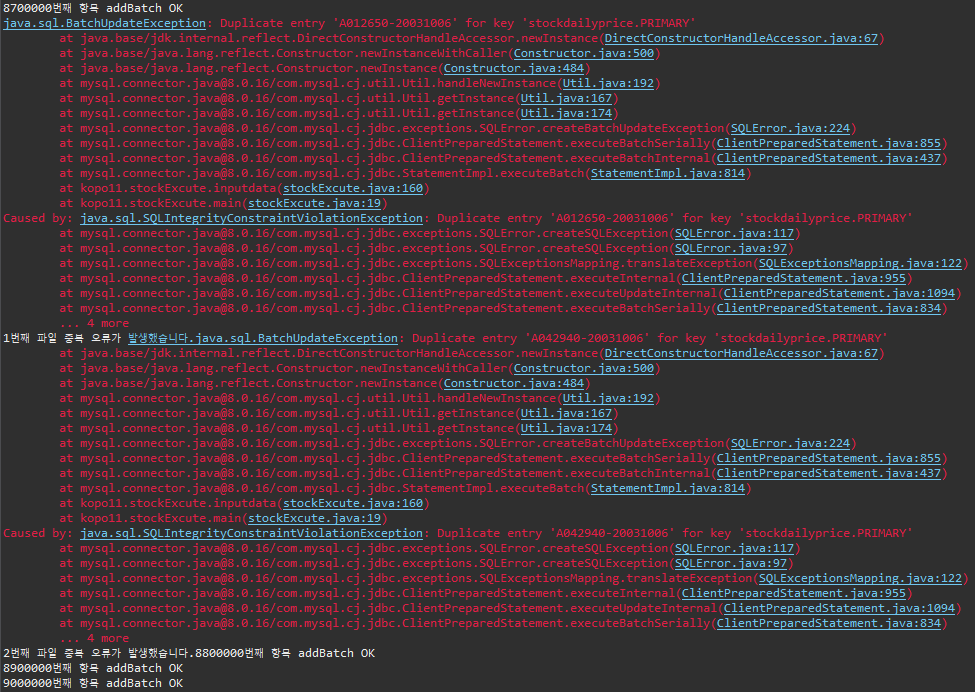 8700000번째 항목 addBatch OK
java.sql.BatchUpdateException: Duplicate entry 'A012650-20031006' for key 'stockdailyprice.PRIMARY'
at java.base/jdk.internal.reflect.DirectConstructorHandleAccessor.newInstance(DirectConstructorHandleAccessor.java:67)
at java.base/java.lang.reflect.Constructor.newInstanceWithCaller(Constructor.java:500)
at java.base/java.lang.reflect.Constructor.newInstance(Constructor.java:484)
at mysql.connector.java@8.0.16/com.mysql.cj.util.Util.handleNewInstance(Util.java:192)
at mysql.connector.java@8.0.16/com.mysql.cj.util.Util.getInstance(Util.java:167)
at mysql.connector.java@8.0.16/com.mysql.cj.util.Util.getInstance(Util.java:174)
at mysql.connector.java@8.0.16/com.mysql.cj.jdbc.exceptions.SQLError.createBatchUpdateException(SQLError.java:224)
at mysql.connector.java@8.0.16/com.mysql.cj.jdbc.ClientPreparedStatement.executeBatchSerially(ClientPreparedStatement.java:855)
at mysql.connector.java@8.0.16/com.mysql.cj.jdbc.ClientPreparedStatement.executeBatchInternal(ClientPreparedStatement.java:437)
at mysql.connector.java@8.0.16/com.mysql.cj.jdbc.StatementImpl.executeBatch(StatementImpl.java:814)
at kopo11.stockExcute.inputdata(stockExcute.java:160)
at kopo11.stockExcute.main(stockExcute.java:19)
Caused by: java.sql.SQLIntegrityConstraintViolationException: Duplicate entry 'A012650-20031006' for key 'stockdailyprice.PRIMARY'
at mysql.connector.java@8.0.16/com.mysql.cj.jdbc.exceptions.SQLError.createSQLException(SQLError.java:117)
at mysql.connector.java@8.0.16/com.mysql.cj.jdbc.exceptions.SQLError.createSQLException(SQLError.java:97)
at mysql.connector.java@8.0.16/com.mysql.cj.jdbc.exceptions.SQLExceptionsMapping.translateException(SQLExceptionsMapping.java:122)
at mysql.connector.java@8.0.16/com.mysql.cj.jdbc.ClientPreparedStatement.executeInternal(ClientPreparedStatement.java:955)
at mysql.connector.java@8.0.16/com.mysql.cj.jdbc.ClientPreparedStatement.executeUpdateInternal(ClientPreparedStatement.java:1094)
at mysql.connector.java@8.0.16/com.mysql.cj.jdbc.ClientPreparedStatement.executeBatchSerially(ClientPreparedStatement.java:834)
... 4 more
1번째 파일 중복 오류가 발생했습니다.java.sql.BatchUpdateException: Duplicate entry 'A042940-20031006' for key 'stockdailyprice.PRIMARY'
at java.base/jdk.internal.reflect.DirectConstructorHandleAccessor.newInstance(DirectConstructorHandleAccessor.java:67)
at java.base/java.lang.reflect.Constructor.newInstanceWithCaller(Constructor.java:500)
at java.base/java.lang.reflect.Constructor.newInstance(Constructor.java:484)
at mysql.connector.java@8.0.16/com.mysql.cj.util.Util.handleNewInstance(Util.java:192)
at mysql.connector.java@8.0.16/com.mysql.cj.util.Util.getInstance(Util.java:167)
at mysql.connector.java@8.0.16/com.mysql.cj.util.Util.getInstance(Util.java:174)
at mysql.connector.java@8.0.16/com.mysql.cj.jdbc.exceptions.SQLError.createBatchUpdateException(SQLError.java:224)
at mysql.connector.java@8.0.16/com.mysql.cj.jdbc.ClientPreparedStatement.executeBatchSerially(ClientPreparedStatement.java:855)
at mysql.connector.java@8.0.16/com.mysql.cj.jdbc.ClientPreparedStatement.executeBatchInternal(ClientPreparedStatement.java:437)
at mysql.connector.java@8.0.16/com.mysql.cj.jdbc.StatementImpl.executeBatch(StatementImpl.java:814)
at kopo11.stockExcute.inputdata(stockExcute.java:160)
at kopo11.stockExcute.main(stockExcute.java:19)
Caused by: java.sql.SQLIntegrityConstraintViolationException: Duplicate entry 'A042940-20031006' for key 'stockdailyprice.PRIMARY'
at mysql.connector.java@8.0.16/com.mysql.cj.jdbc.exceptions.SQLError.createSQLException(SQLError.java:117)
at mysql.connector.java@8.0.16/com.mysql.cj.jdbc.exceptions.SQLError.createSQLException(SQLError.java:97)
at mysql.connector.java@8.0.16/com.mysql.cj.jdbc.exceptions.SQLExceptionsMapping.translateException(SQLExceptionsMapping.java:122)
at mysql.connector.java@8.0.16/com.mysql.cj.jdbc.ClientPreparedStatement.executeInternal(ClientPreparedStatement.java:955)
at mysql.connector.java@8.0.16/com.mysql.cj.jdbc.ClientPreparedStatement.executeUpdateInternal(ClientPreparedStatement.java:1094)
at mysql.connector.java@8.0.16/com.mysql.cj.jdbc.ClientPreparedStatement.executeBatchSerially(ClientPreparedStatement.java:834)
... 4 more
2번째 파일 중복 오류가 발생했습니다.8800000번째 항목 addBatch OK
8900000번째 항목 addBatch OK
9000000번째 항목 addBatch OK